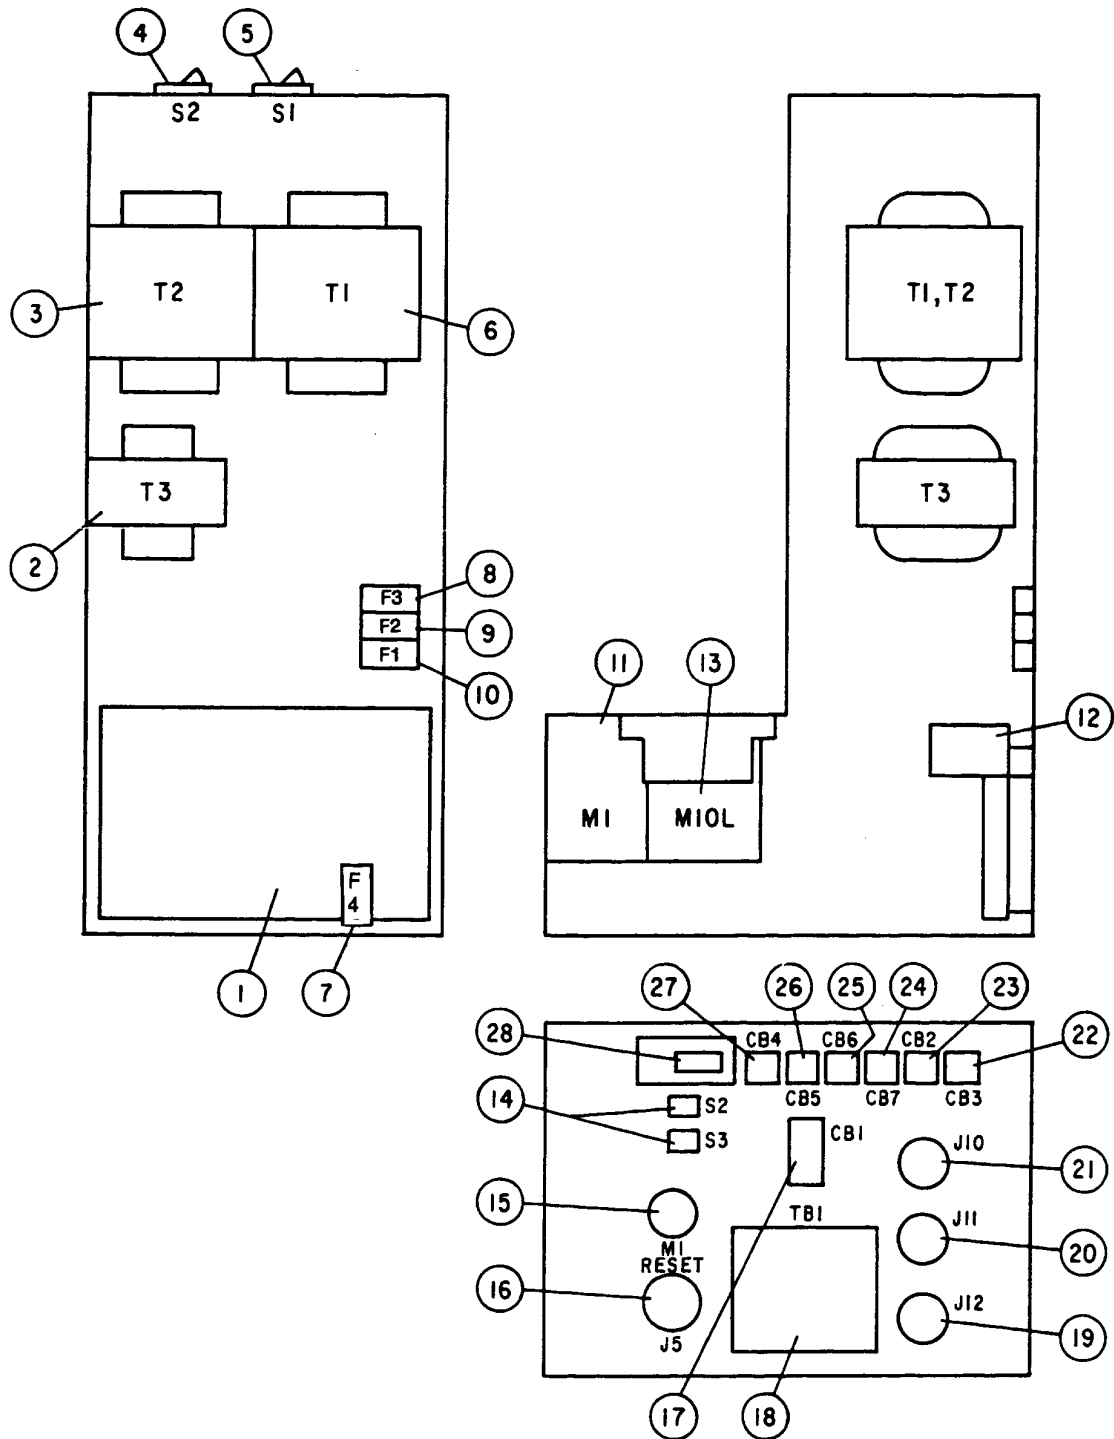 4
5
S2
S1
3
T2
T1
6
T1, T2
T3
2
T3
F3
8
F2
9
F1
10
11
13
12
M1
M1OL
F
4
1
7
27
26
25
24
23
28
CB4
CB6
CB2
22
CB5
CB7
CB3
14
S2
S3
CB1
J10
21
15
M1
RESET
TB1
J11
20
16
J5
J12
19
17
18